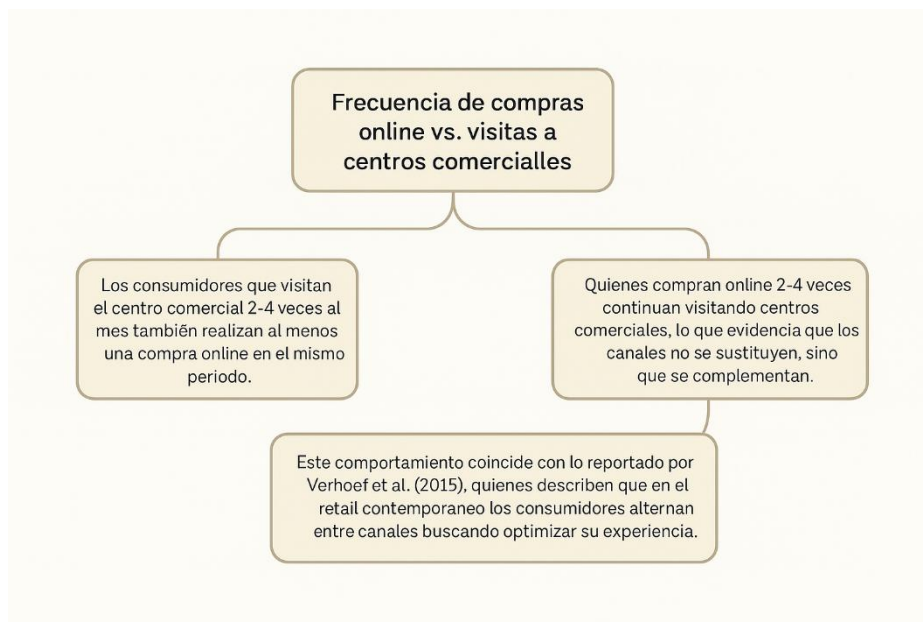 Frecuencia de compras
online vs. visitas a
centros comercialles
Los consumidores que visitan
el centro comercial 2-4 veces al
mes también realizan al menos
una compra online en el mismo
periodo.
Quienes compran online 2-4 veces
continuan visitando centros
comerciales, lo que evidencia que los
canales no se sustituyen, sino
que se complementan.
Este comportamiento coincide con lo reportado por
Verhoef et al. (2015), quienes describen que en el
retail contemporaneo los consumidores alternan
entre canales buscando optimizar su experiencia.